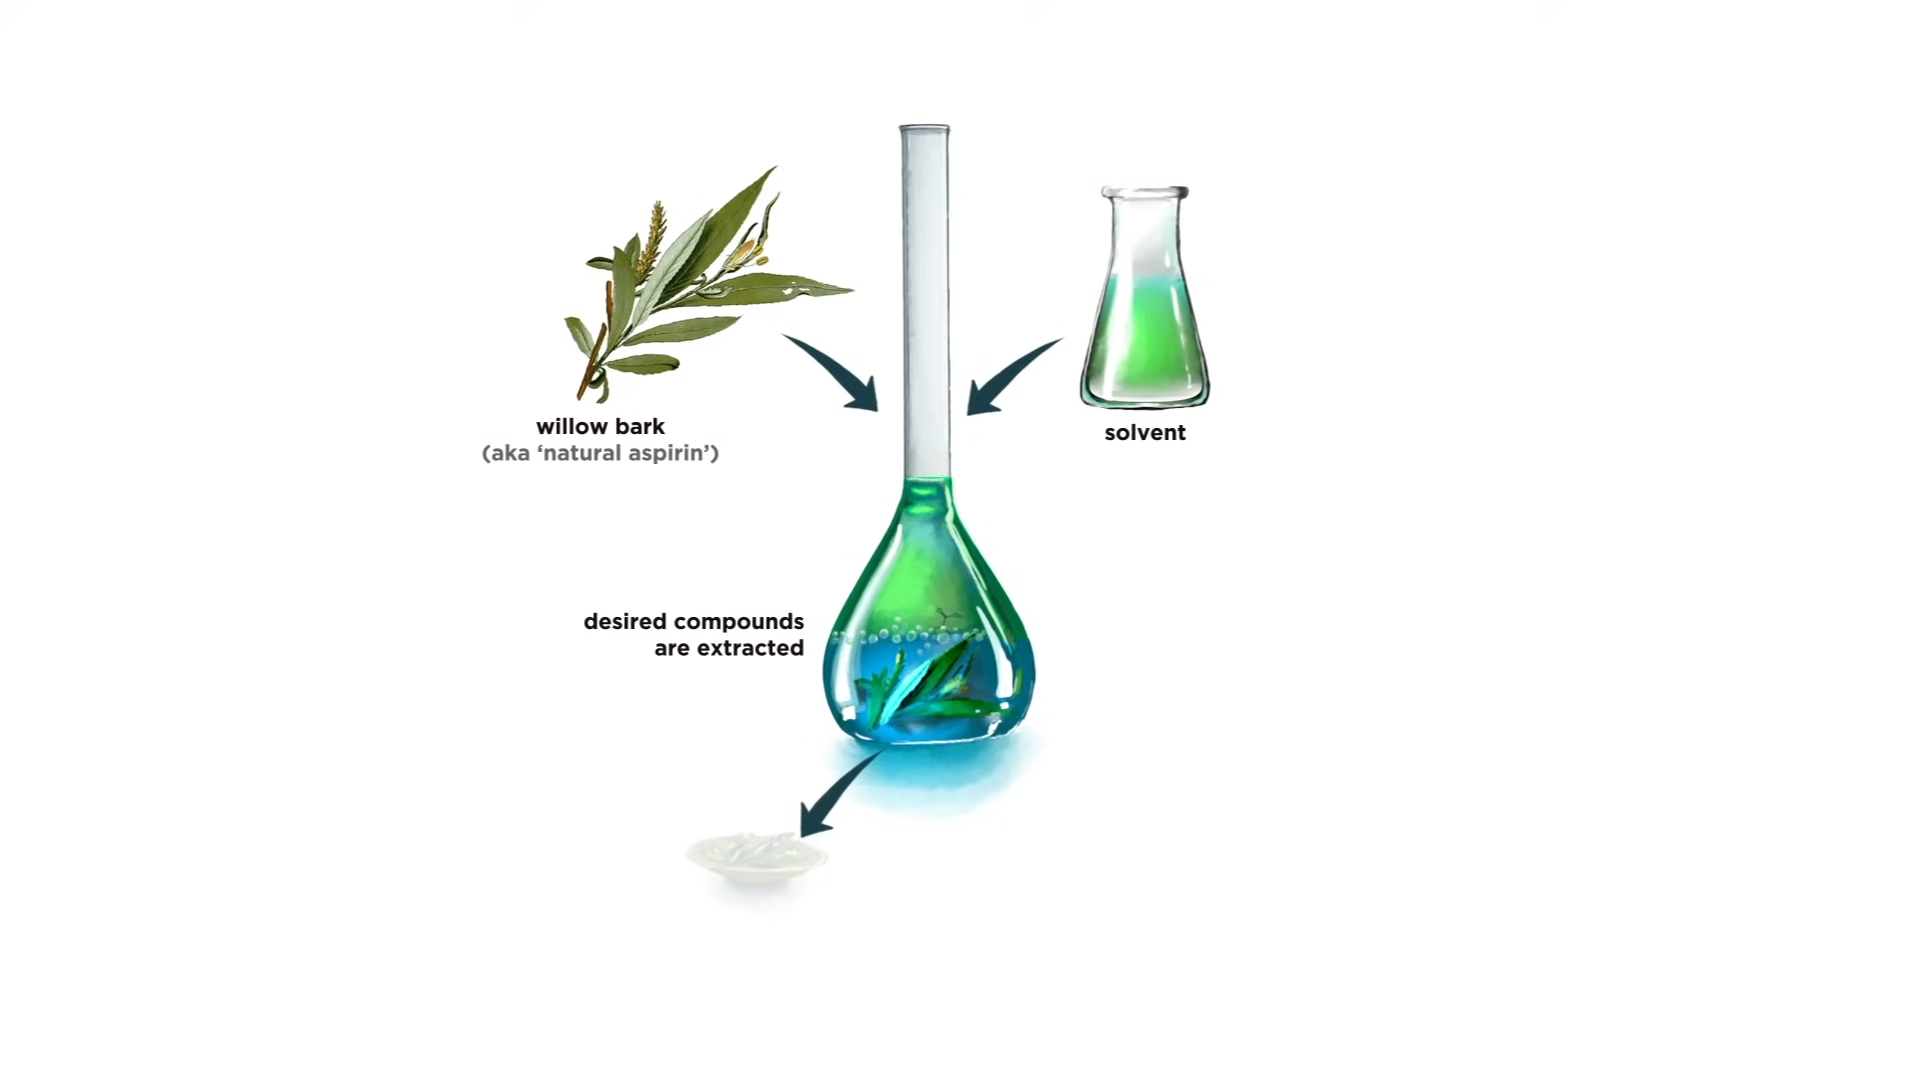 willow bark
(aka ‘natural aspirin’)
solvent
desired compounds
are extracted